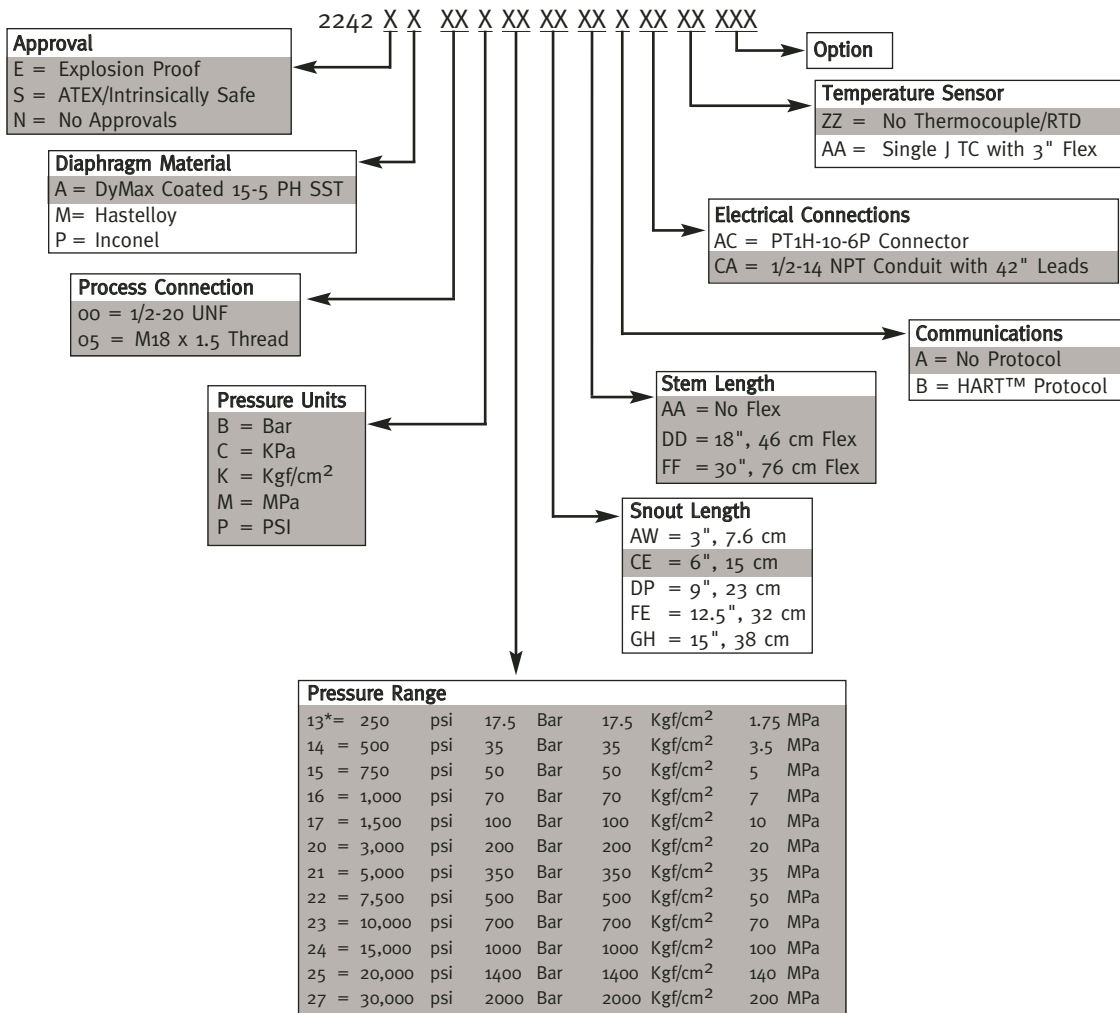 2242 X X XX X XX XX XX X XX XX XXX
Approval
E = Explosion Proof
S = ATEX/Intrinsically Safe
N = No Approvals
Option
Temperature Sensor
ZZ = No Thermocouple/RTD
AA = Single J TC with 3" Flex
Diaphragm Material
A = DyMax Coated 15-5 PH SST
M= Hastelloy
P = Inconel
Electrical Connections
AC = PT1H-10-6P Connector
CA = 1/2-14 NPT Conduit with 42" Leads
Process Connection
00 = 1/2-20 UNF
05 = M18 x 1.5 Thread
Communications
A = No Protocol
B = HART™ Protocol
Pressure Units
B = Bar
C = KPa
K = Kgf/cm²
M = MPa
P = PSI
Stem Length
AA = No Flex
DD = 18", 46 cm Flex
FF = 30", 76 cm Flex
Snout Length
AW = 3", 7.6 cm
CE = 6", 15 cm
DP = 9", 23 cm
FE = 12.5", 32 cm
GH = 15", 38 cm
Pressure Range
13*= 250 psi 17.5 Bar 17.5 Kgf/cm² 1.75 MPa
14 = 500 psi 35 Bar 35 Kgf/cm² 3.5 MPa
15 = 750 psi 50 Bar 50 Kgf/cm² 5 MPa
16 = 1,000 psi 70 Bar 70 Kgf/cm² 7 MPa
17 = 1,500 psi 100 Bar 100 Kgf/cm² 10 MPa
20 = 3,000 psi 200 Bar 200 Kgf/cm² 20 MPa
21 = 5,000 psi 350 Bar 350 Kgf/cm² 35 MPa
22 = 7,500 psi 500 Bar 500 Kgf/cm² 50 MPa
23 = 10,000 psi 700 Bar 700 Kgf/cm² 70 MPa
24 = 15,000 psi 1000 Bar 1000 Kgf/cm² 100 MPa
25 = 20,000 psi 1400 Bar 1400 Kgf/cm² 140 MPa
27 = 30,000 psi 2000 Bar 2000 Kgf/cm² 200 MPa